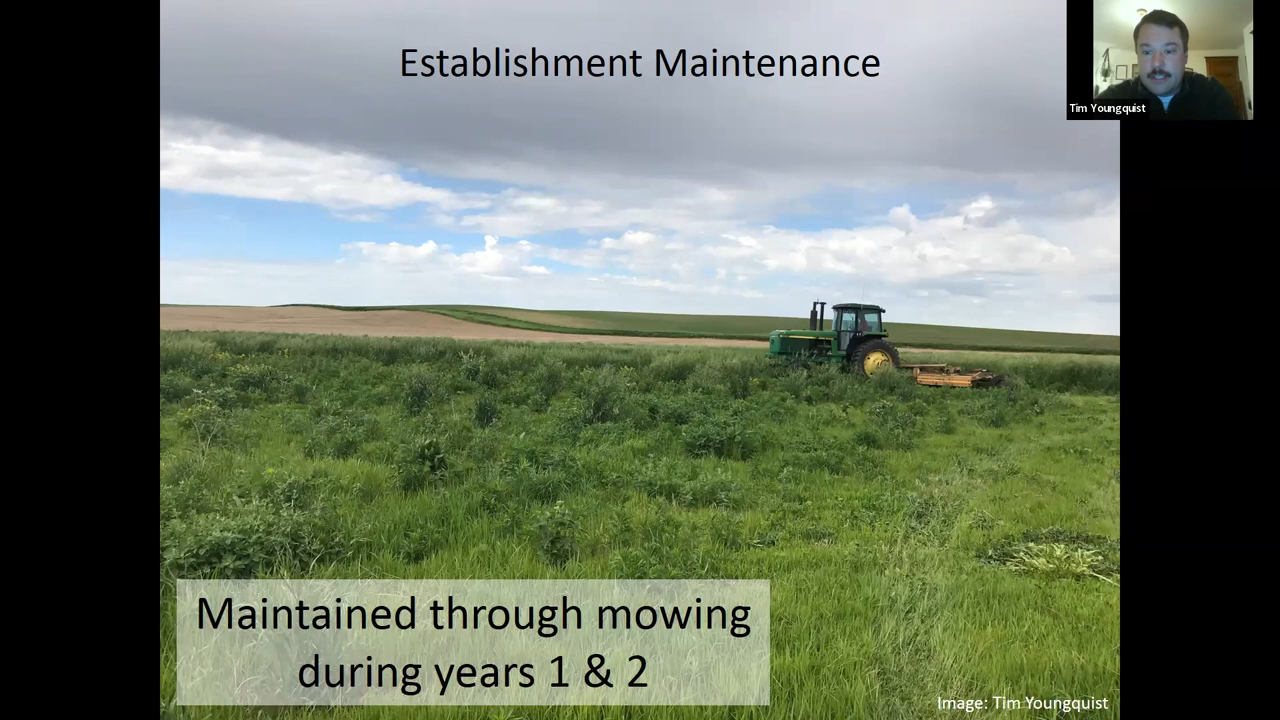 Establishment Maintenance
Tim Youngquist
Maintained through mowing
during years 1 & 2
Image: Tim Youngquist